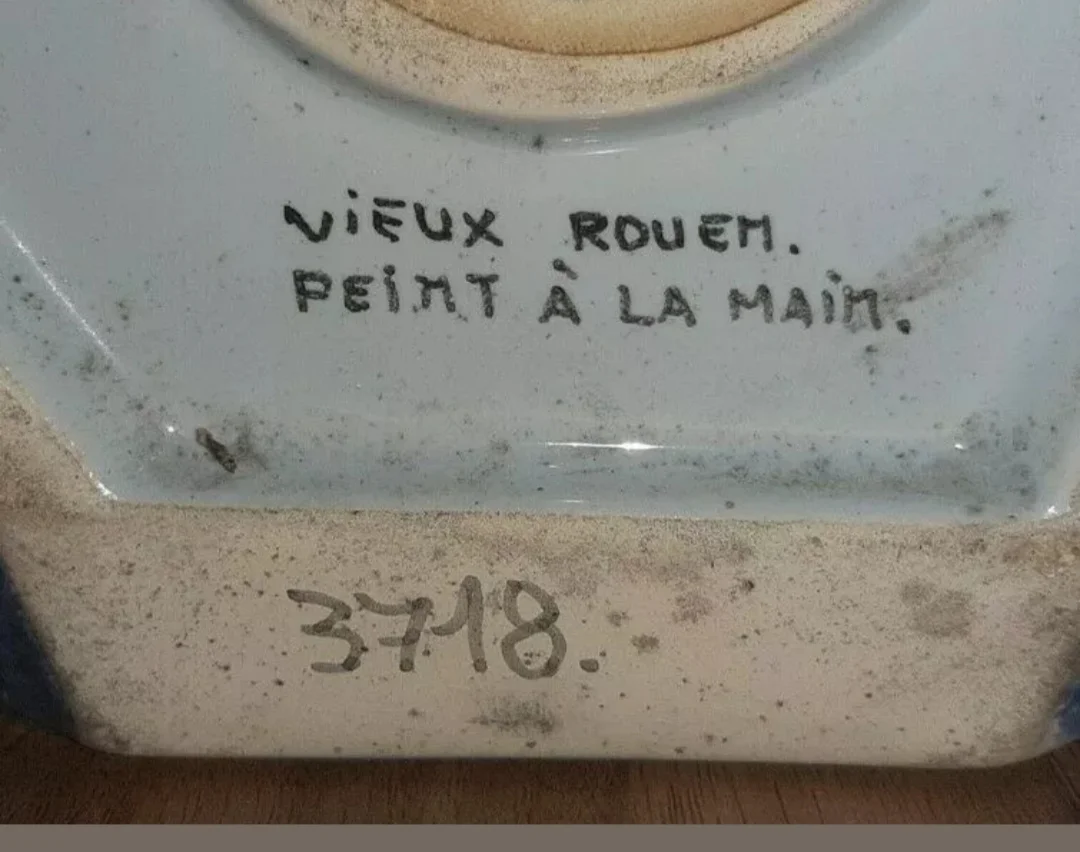 ViEUX ROUEN.
PEiNT À LA MAiN.
3718.